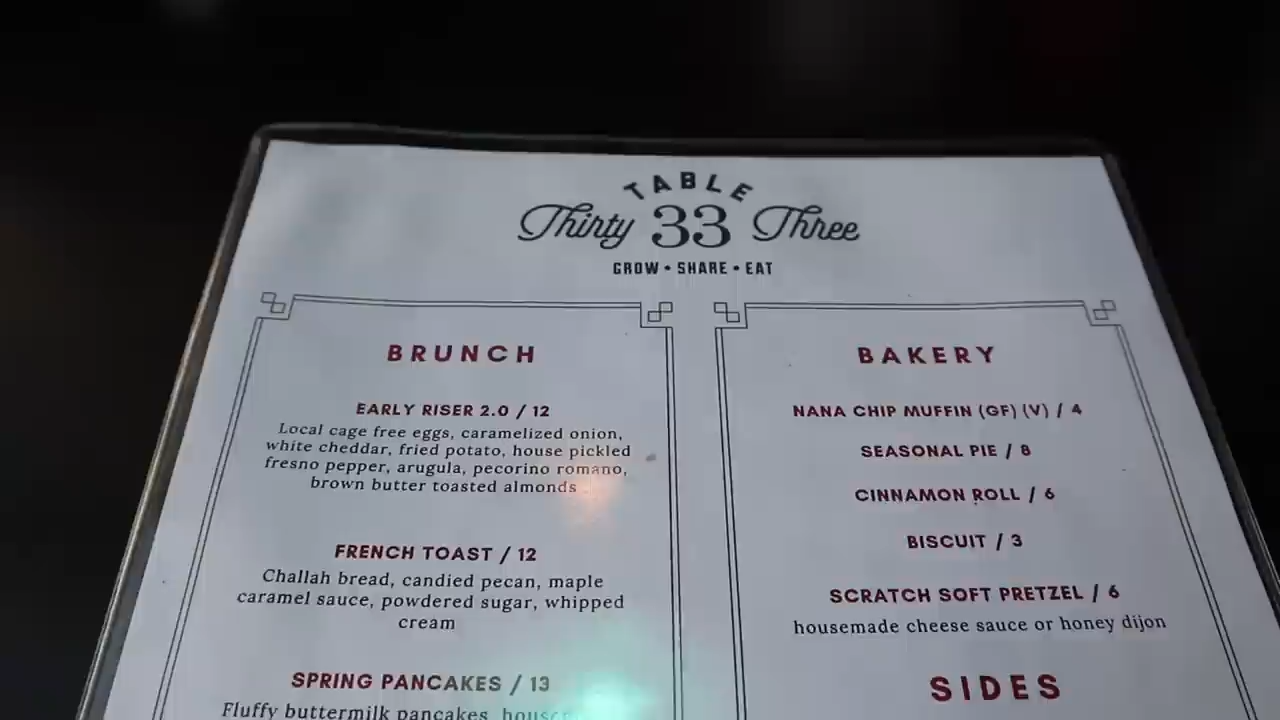 TABLE
Thirty 33 Three
GROW • SHARE • EAT
BRUNCH
EARLY RISER 2.0 / 12
Local cage free eggs, caramelized onion,
white cheddar, fried potato, house pickled
fresno pepper, arugula, pecorino romano,
brown butter toasted almonds
FRENCH TOAST / 12
Challah bread, candied pecan, maple
caramel sauce, powdered sugar, whipped
cream
SPRING PANCAKES / 13
Fluffy buttermilk pancakes,
BAKERY
NANA CHIP MUFFIN (GF) (V) / 4
SEASONAL PIE / 8
CINNAMON ROLL / 6
BISCUIT / 3
SCRATCH SOFT PRETZEL / 6
housemade cheese sauce or honey dijon
SIDES